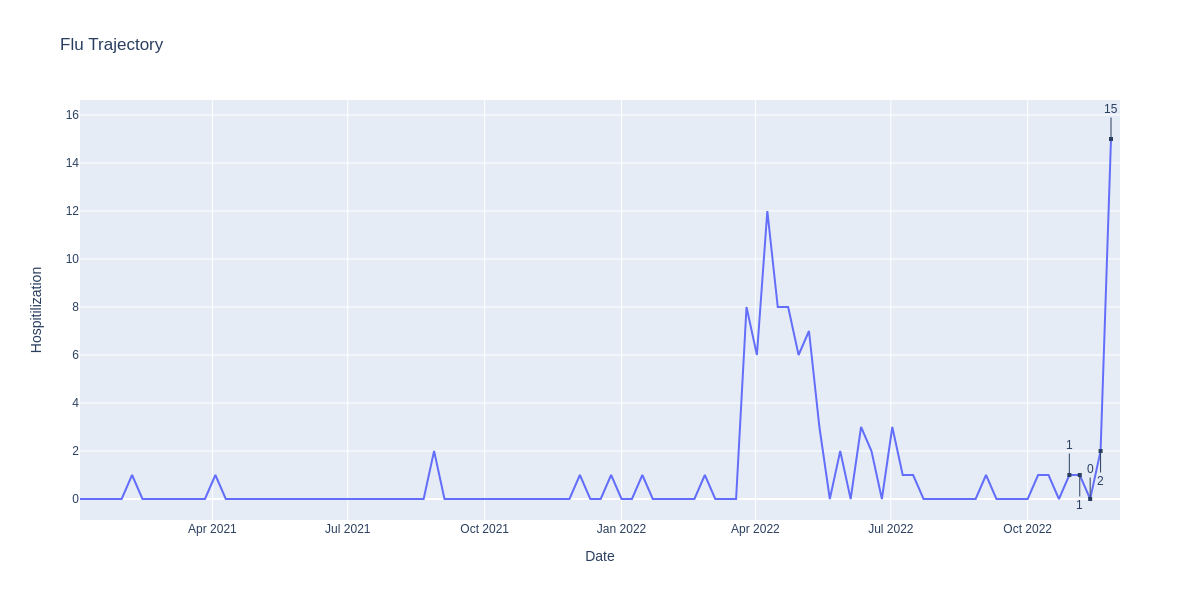 Flu Trajectory
16
14
12
10
8
6
4
2
0
Hospitilization
15
1
1
0
2
Apr 2021
Jul 2021
Oct 2021
Jan 2022
Apr 2022
Jul 2022
Oct 2022
Date